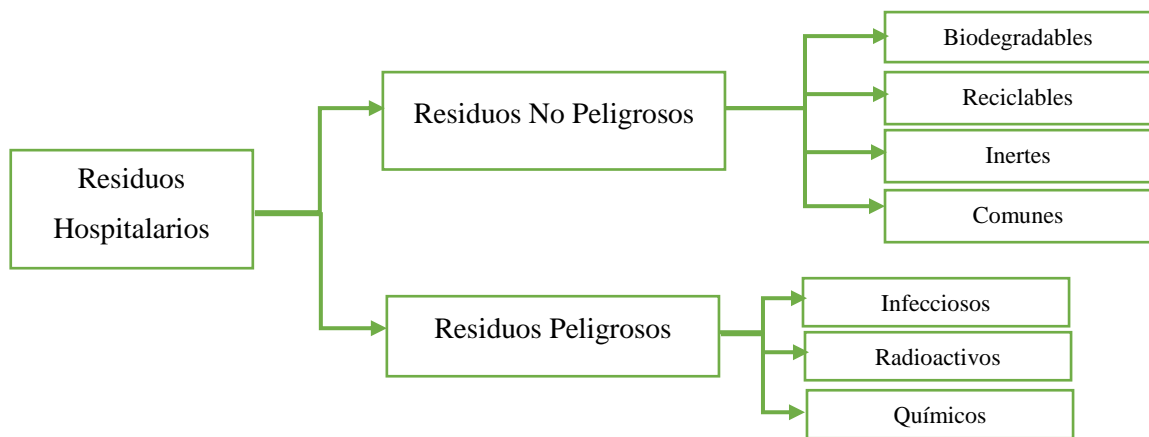 Residuos
Hospitalarios
Residuos No Peligrosos
Biodegradables
Reciclables
Inertes
Comunes
Residuos Peligrosos
Infecciosos
Radioactivos
Químicos